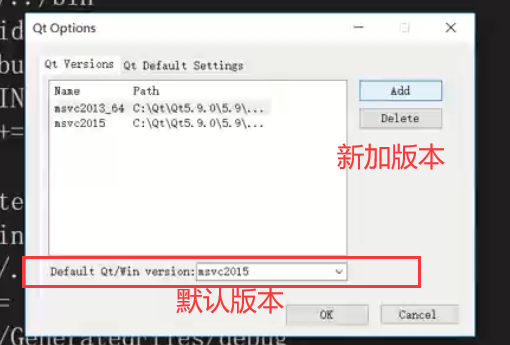 /../bin
id
bu
IN
+=
Qt Options
Qt Versions Qt Default Settings
Name Path
msvc2013_64 C:\Qt\Qt5.9.0\5.9\...
msvc2015 C:\Qt\Qt5.9.0\5.9\...
Add
Delete
新加版本
te
in
/.
Default Qt/Win version: msvc2015
默认版本
=
OK Cancel
/GeneratedFiles/debug